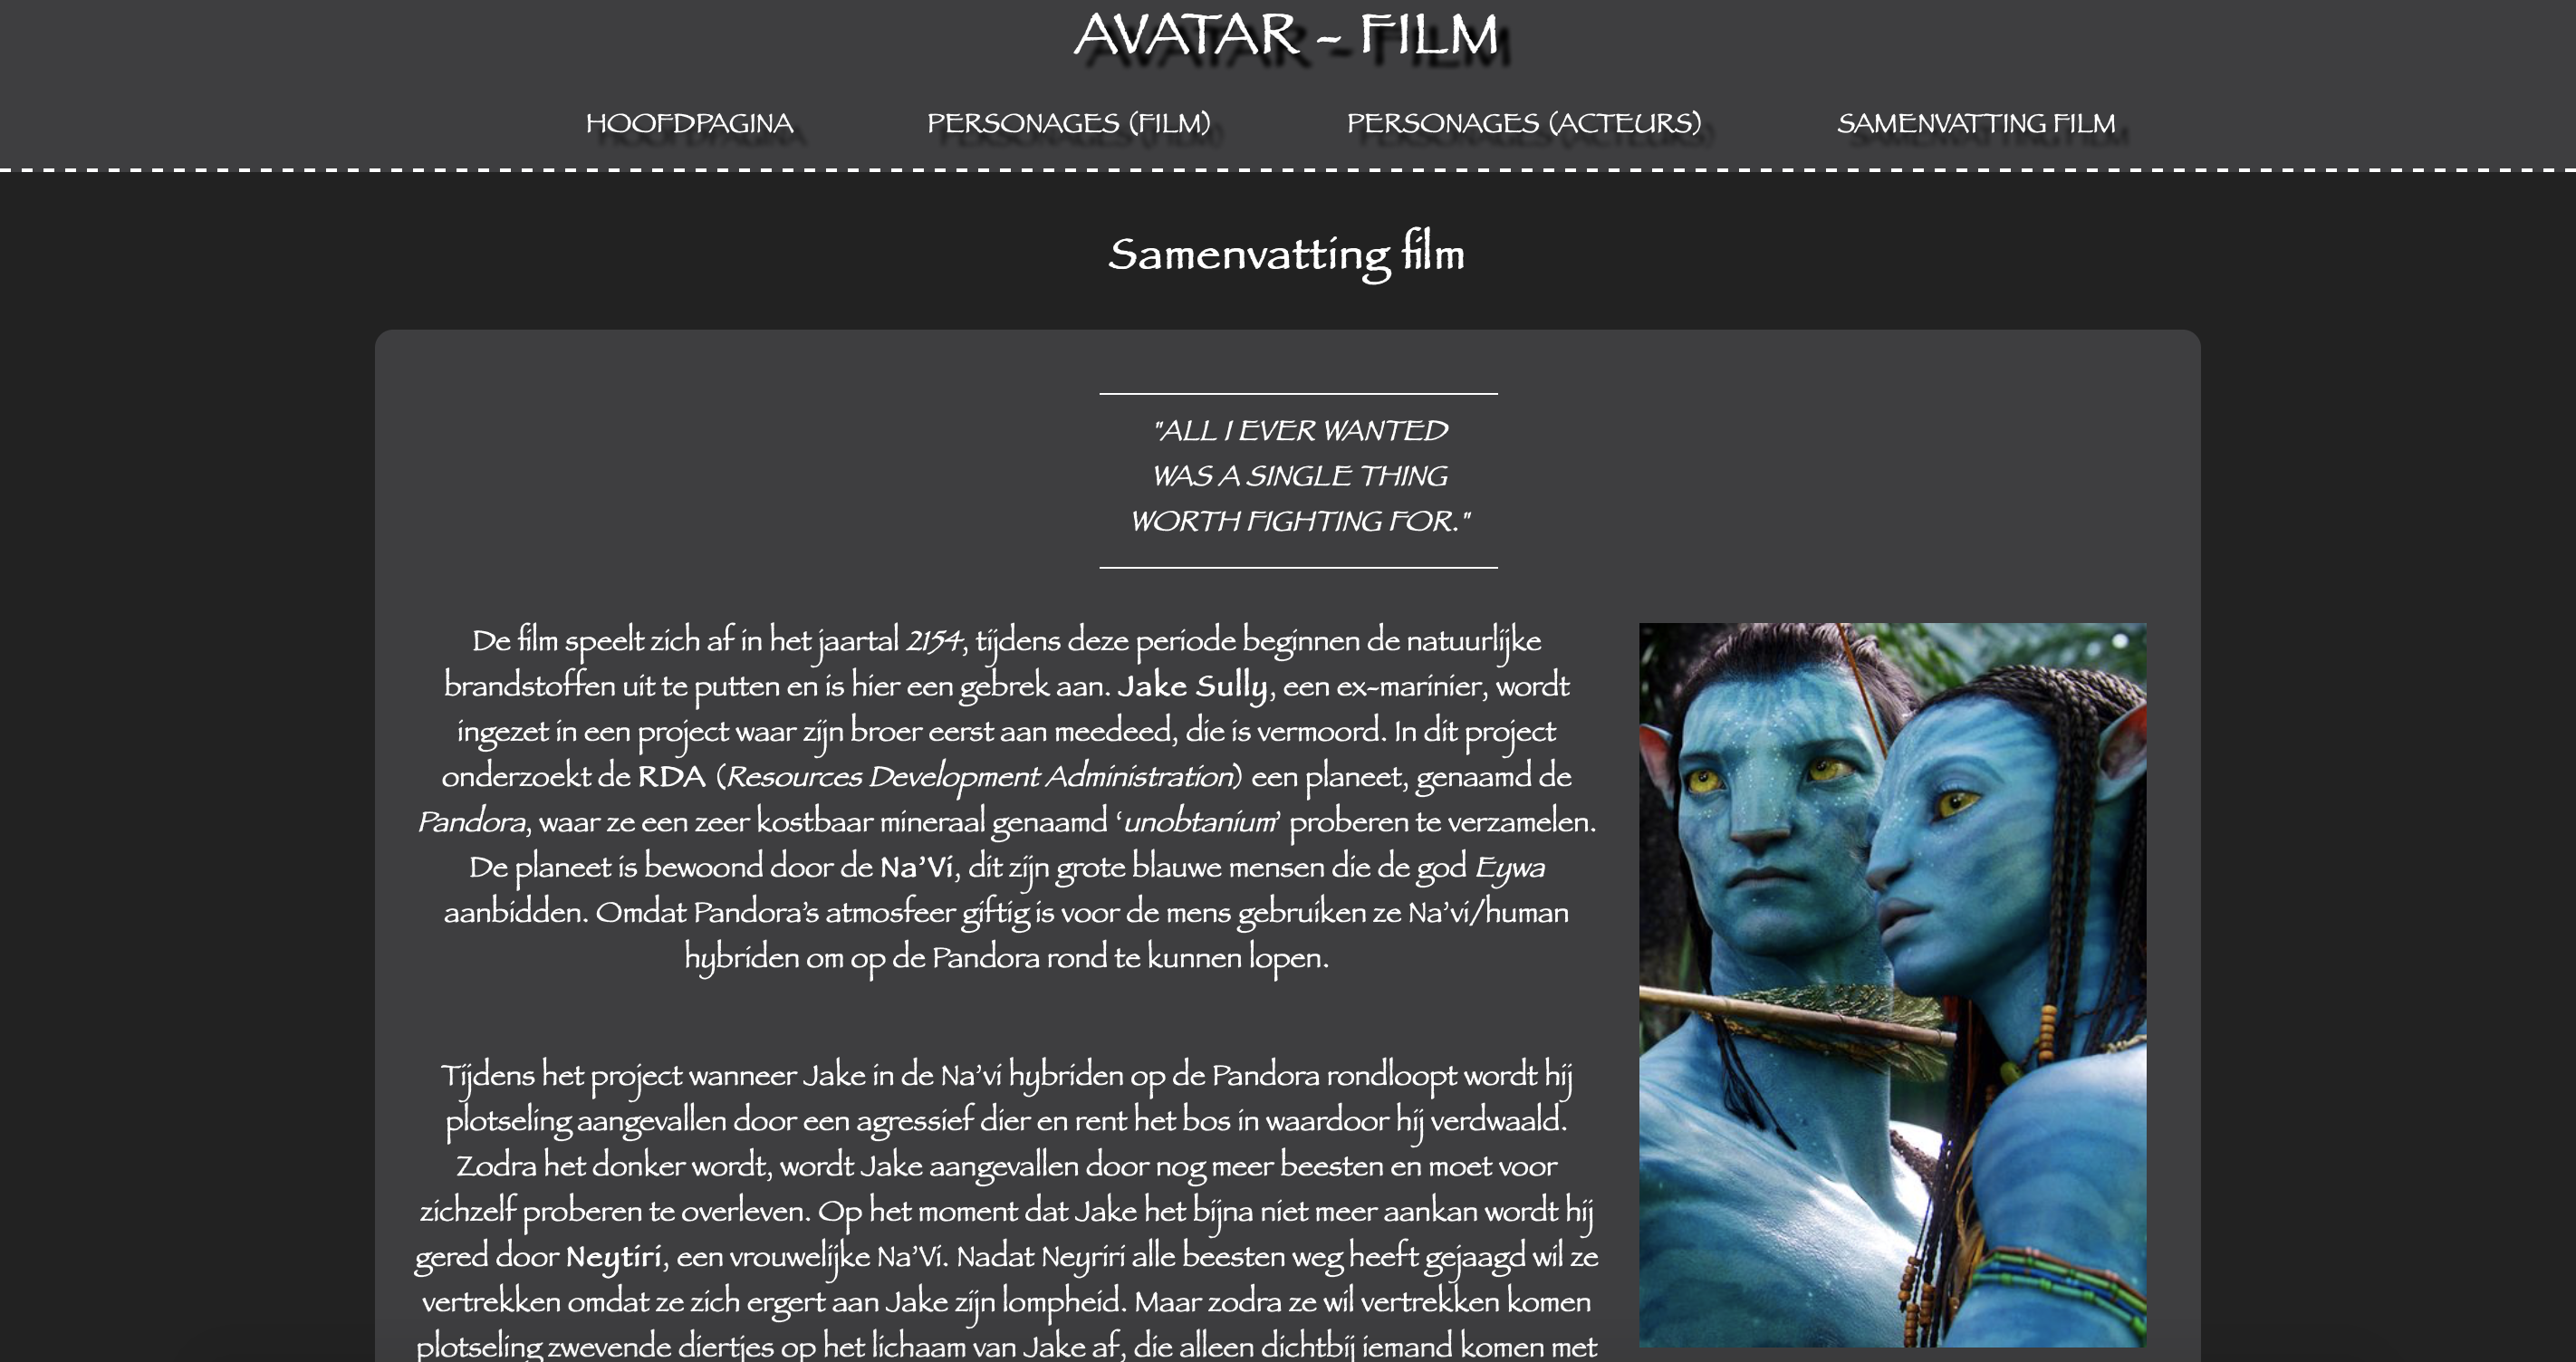 AVATAR - FILM
HOOFDPAGINA PERSONAGES (FILM) PERSONAGES (ACTEURS) SAMENVATTING FILM
Samenvatting film
"ALL I EVER WANTED
WAS A SINGLE THING
WORTH FIGHTING FOR."
De film speelt zich af in het jaartal 2154, tijdens deze periode beginnen de natuurlijke
brandstoffen uit te putten en is hier een gebrek aan. Jake Sully, een ex-marinier, wordt
ingezet in een project waar zijn broer eerst aan meedeed, die is vermoord. In dit project
onderzoekt de RDA (Resources Development Administration) een planeet, genaamd de
Pandora, waar ze een zeer kostbaar mineraal genaamd ‘unobtanium’ proberen te verzamelen.
De planeet is bewoond door de Na’Vi, dit zijn grote blauwe mensen die de god Eywa
aanbidden. Omdat Pandora’s atmosfeer giftig is voor de mens gebruiken ze Na’vi/human
hybriden om op de Pandora rond te kunnen lopen.
Tijdens het project wanneer Jake in de Na’vi hybriden op de Pandora rondloopt wordt hij
plotseling aangevallen door een agressief dier en rent het bos in waardoor hij verdwaald.
Zodra het donker wordt, wordt Jake aangevallen door nog meer beesten en moet voor
zichzelf proberen te overleven. Op het moment dat Jake het bijna niet meer aankan wordt hij
gered door Neytiri, een vrouwelijke Na’Vi. Nadat Neyriri alle beesten weg heeft gejaagd wil ze
vertrekken omdat ze zich ergert aan Jake zijn lompheid. Maar zodra ze wil vertrekken komen
plotseling zwevende diertjes op het lichaam van Jake af, die alleen dichtbij iemand komen met